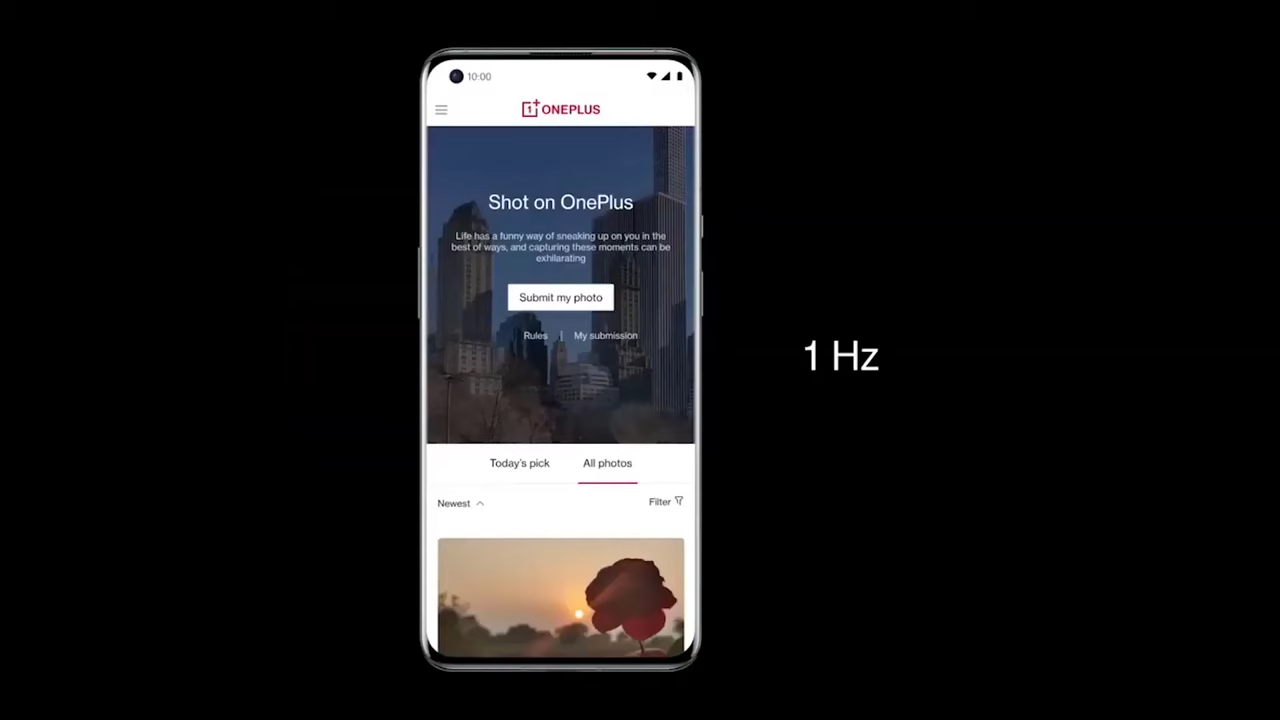 10:00
ONEPLUS
Shot on OnePlus
Life has a funny way of sneaking up on you in the
best of ways, and capturing these moments can be
exhilarating
Submit my photo
Rules | My submission
1 Hz
Today's pick All photos
Newest Filter